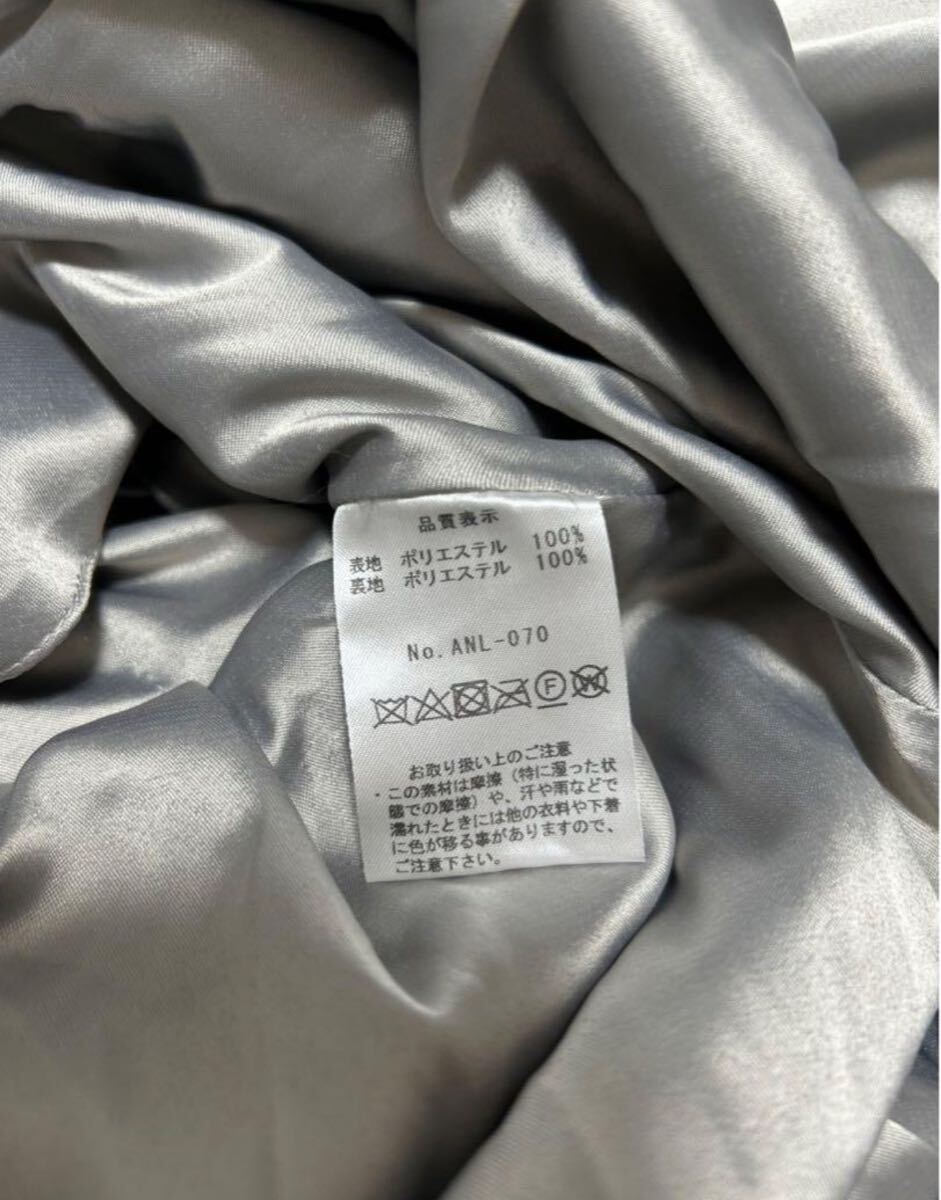 品質表示
表地 ポリエステル 100%
裏地 ポリエステル 100%
No.ANL-070
F W
お取り扱い上のご注意
・この素材は摩擦（特に湿った状
態での摩擦）や、汗や雨などで
濡れたときには他の衣料や下着
に色が移る事がありますので、
ご注意下さい。